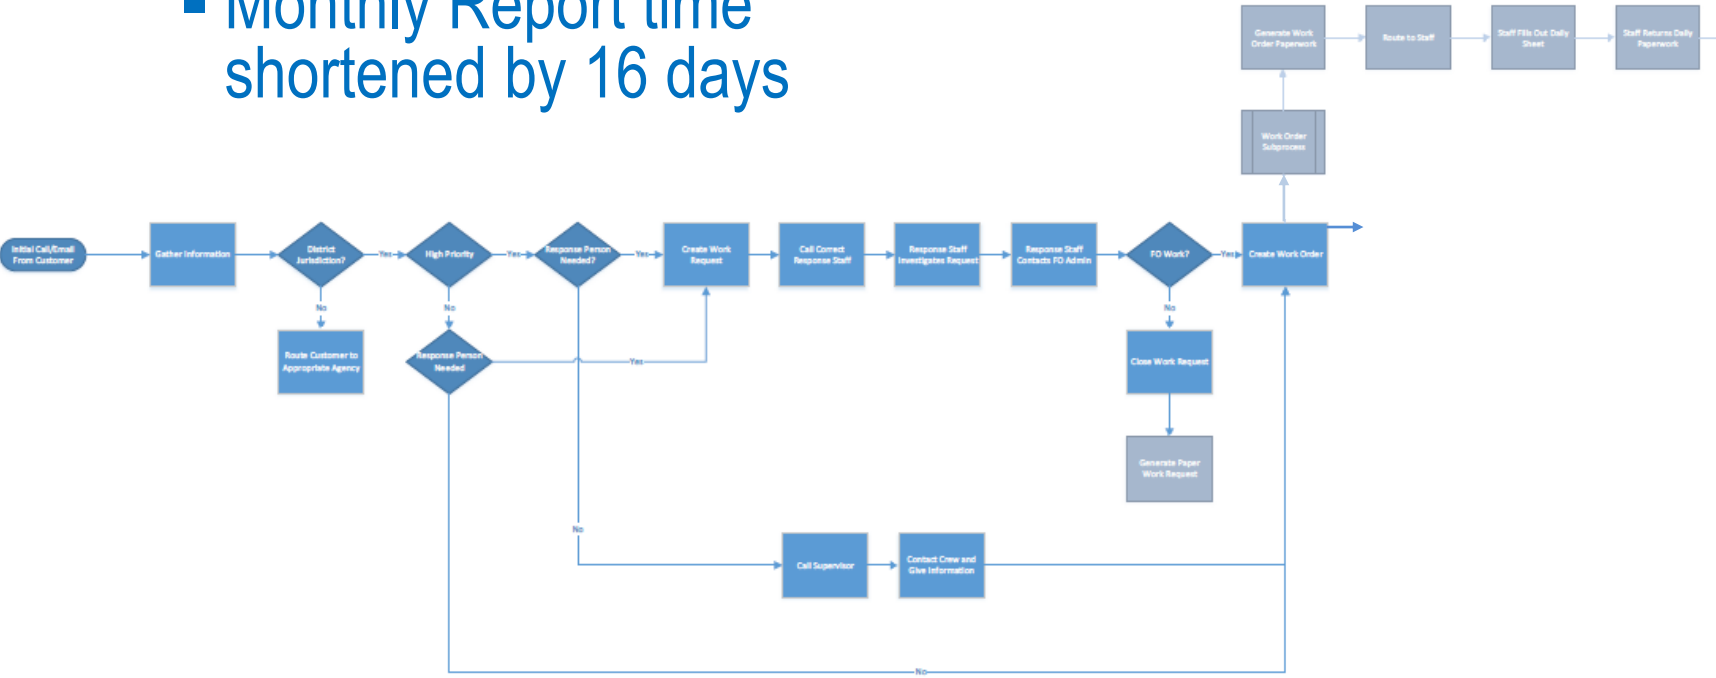 Monthly Report time
shortened by 16 days
Generate Work
Order Paperwork
Route to Staff
Staff Fills Out Daily
Sheet
Staff Returns Daily
Paperwork
Work Order
Subprocess
Initial Call/Email
From Customer
Gather Information
District
Jurisdiction?
Yes
High Priority
Yes
Response Person
Needed?
Yes
Create Work
Request
Call Correct
Response Staff
Response Staff
Investigates Request
Response Staff
Contacts FO Admin
FO Work?
Yes
Create Work Order
No
No
No
Route Customer to
Appropriate Agency
Response Person
Needed
Yes
Close Work Request
Generate Paper
Work Request
No
Call Supervisor
Contact Crew and
Give Information
No